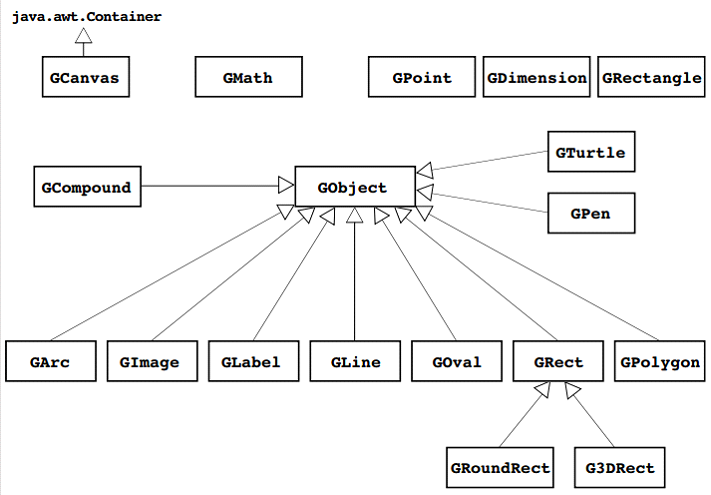 java.awt.Container
GCanvas
GMath
GPoint
GDimension
GRectangle
GCompound
GObject
GTurtle
GPen
GArc
GImage
GLabel
GLine
GOval
GRect
GPolygon
GRoundRect
G3DRect